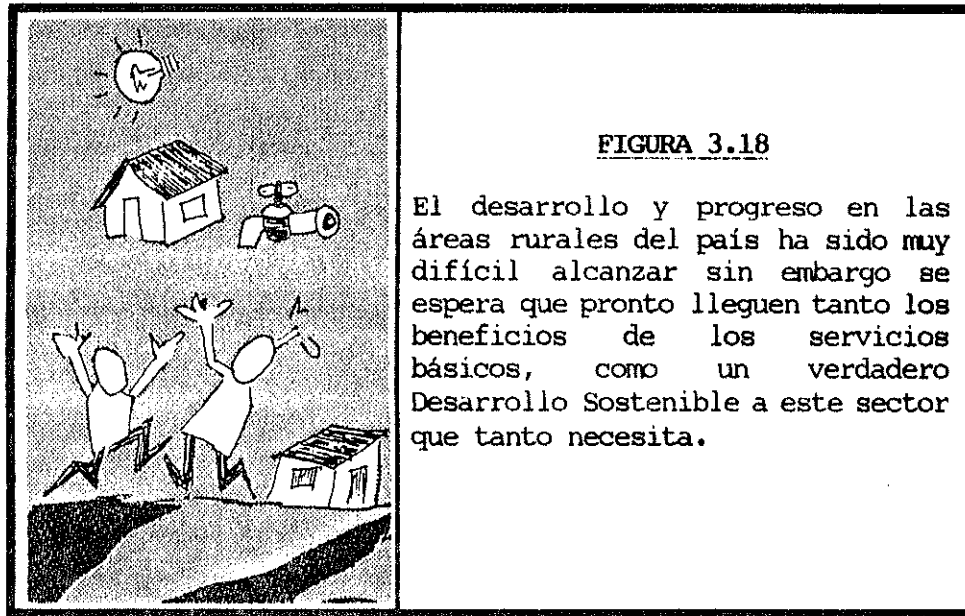 FIGURA 3.18
El desarrollo y progreso en las
áreas rurales del país ha sido muy
difícil alcanzar sin embargo se
espera que pronto lleguen tanto los
beneficios de los servicios
básicos, como un verdadero
Desarrollo Sostenible a este sector
que tanto necesita.